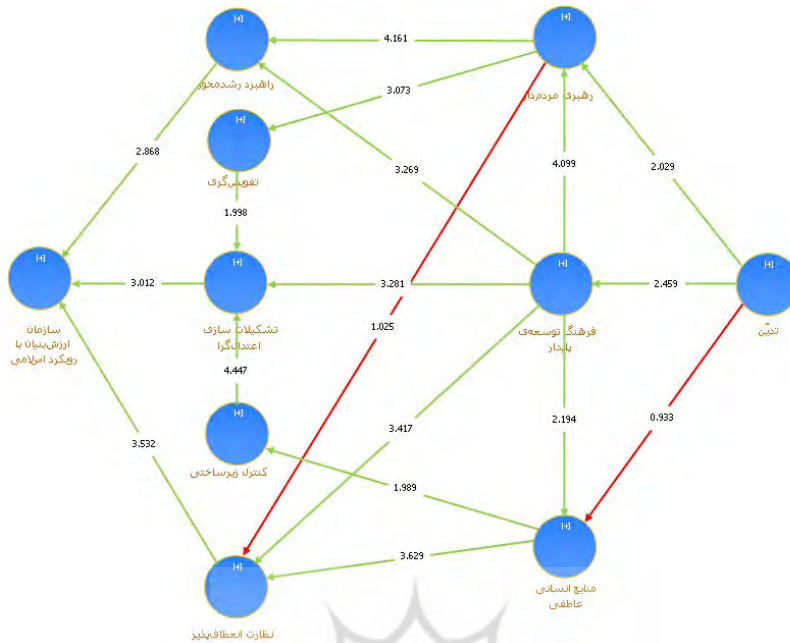 [+]
[+]
4.161
راهبرد رشدمحور
رهبری مردم‌دار
3.073
[+]
2.868
3.269
4.099
2.029
تفویض‌گری
1.998
[+]
[+]
[+]
[+]
3.012
3.281
2.459
سازمان
ارزش‌بنیان با
رویکرد اسلامی
تشکیلات سازی
اعتدال‌گرا
1.025
فرهنگ توسعه‌ی
پایدار
تدیّن
4.447
[+]
3.417
2.194
0.933
3.532
کنترل زیرساختی
1.989
[+]
3.629
[+]
منابع انسانی
عاطفی
نظارت انعطاف‌پذیر